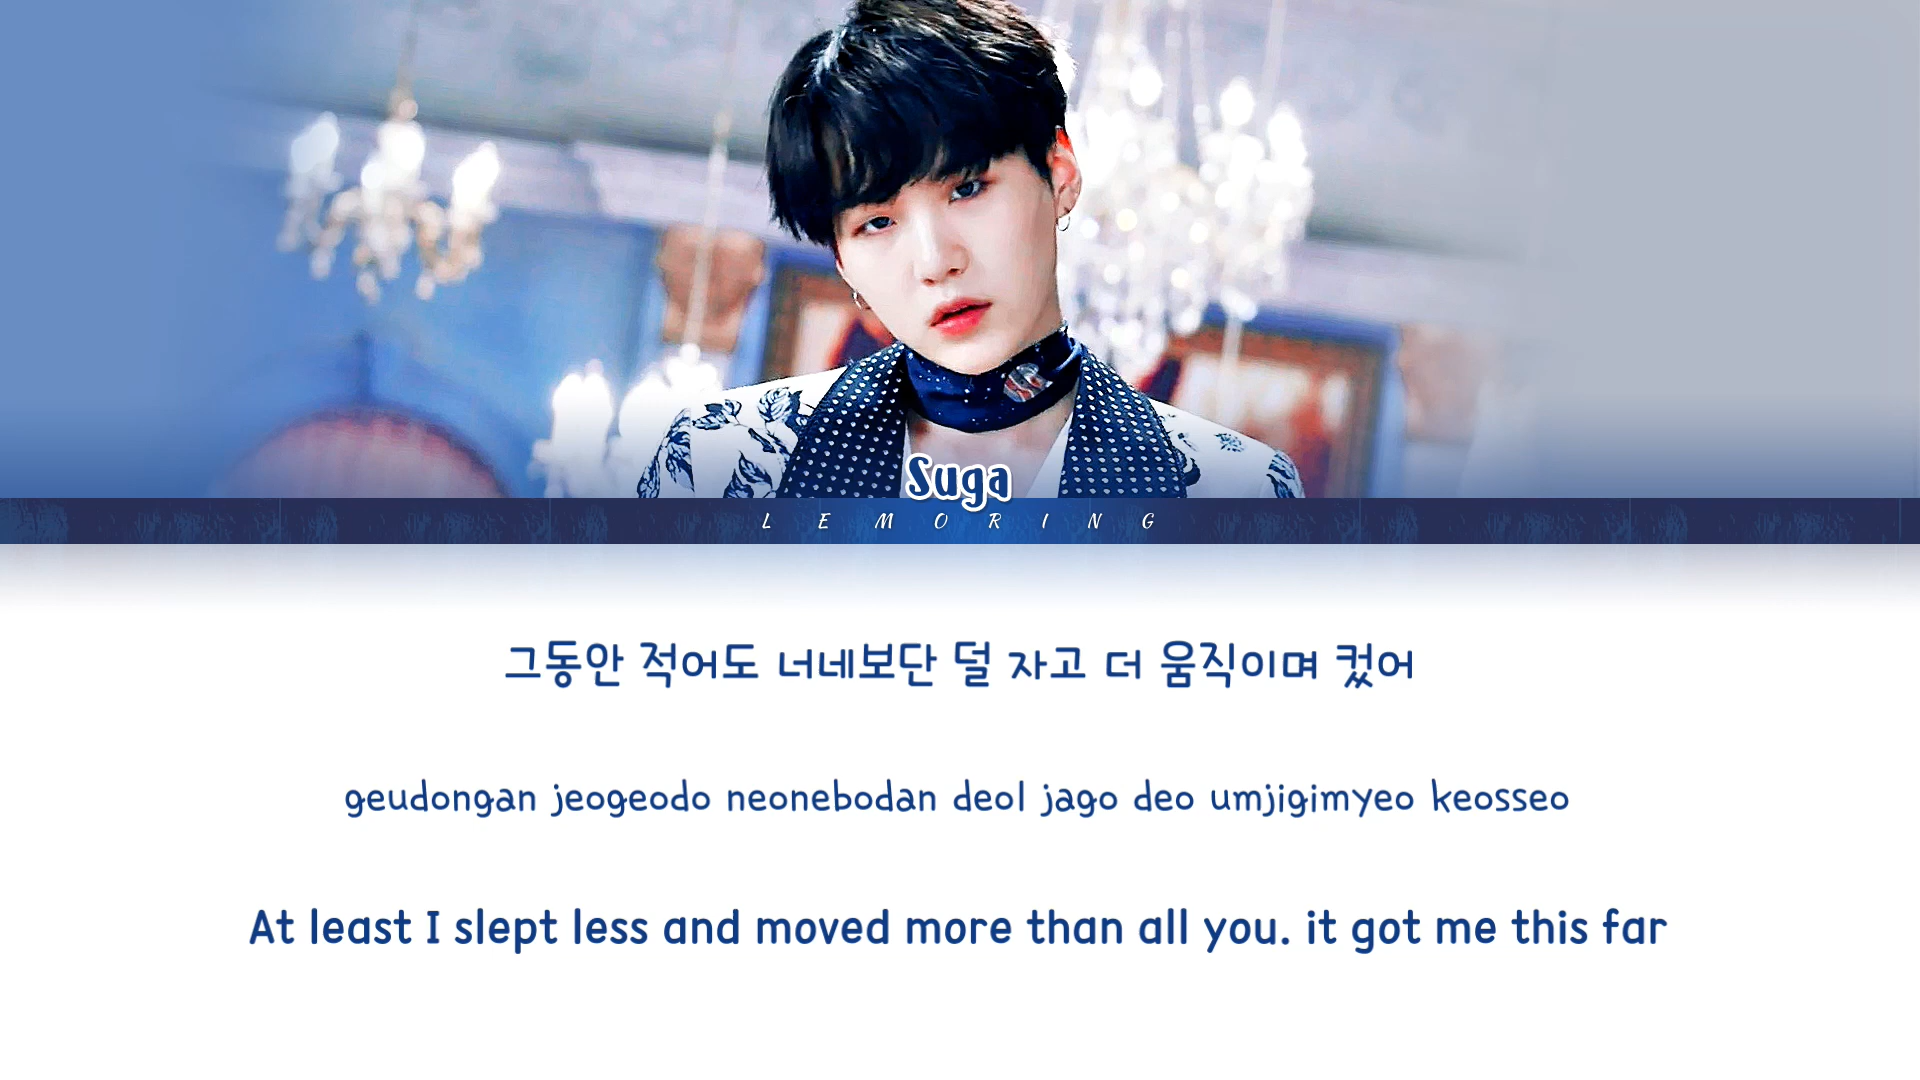 Suga
LEMORING
그동안 적어도 너네보단 덜 자고 더 움직이며 컸어
geudongan jeogeodo neonebodan deol jago deo umjigimyeo keosseo
At least I slept less and moved more than all you. it got me this far